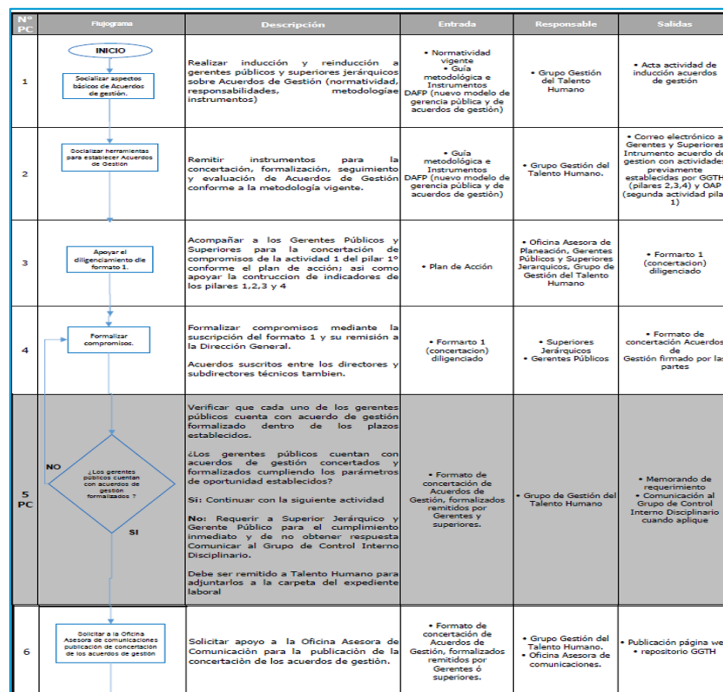 N° PC
Flujograma
Descripción
Entrada
Responsable
Salidas
1
INICIO
Socializar aspectos
básicos de Acuerdos
de gestión.
Realizar inducción y reinducción a
gerentes públicos y superiores jerárquicos
sobre Acuerdos de Gestión (normatividad,
responsabilidades, metodologíae
instrumentos)
• Normatividad
vigente
• Guía
metodológica e
Instrumentos
DAFP (nuevo modelo de
gerencia pública y de
acuerdos de gestión)
• Grupo Gestión
del Talento
Humano
• Acta actividad de
inducción acuerdos
de gestión
2
Socializar herramientas
para establecer Acuerdos
de Gestión
Remitir instrumentos para la
concertación, formalización, seguimiento
y evaluación de Acuerdos de Gestión
conforme a la metodología vigente.
• Guía
metodológica e
Instrumentos
DAFP (nuevo modelo de
gerencia pública y de
acuerdos de gestión)
• Grupo Gestión del
Talento Humano.
• Correo electrónico a
Gerentes y Superiores
Intrumento acuerdo de
gestion con actividades
previamente
establecidas por GGTH
(pilares 2,3,4) y OAP
(segunda actividad pilar
1)
3
Apoyar el
diligenciamiento dle
formato 1.
Acompañar a los Gerentes Públicos y
Superiores para la concertación de
compromisos de la actividad 1 del pilar 1°
conforme el plan de acción; asi como
apoyar la contruccion de indicadores de
los pilares 1,2,3 y 4
• Plan de Acción
• Oficina Asesora de
Planeación, Gerentes
Públicos y Superiores
Jerarquicos, Grupo de
Gestión del Talento
Humano
• Formarto 1
(concertacion)
diligenciado
4
Formalizar
compromisos.
Formalizar compromisos mediante la
suscripción del formato 1 y su remisión a
la Dirección General.
Acuerdos suscritos entre los directores y
subdirectores técnicos tambien.
• Formarto 1
(concertacion)
diligenciado
• Superiores
Jerárquicos
• Gerentes Públicos
• Formato de
concertación Acuerdos
de
Gestión firmado por las
partes
5
PC
NO
¿Los gerentes
públicos cuentan
con acuerdos de
gestión
formalizados ?
SI
Verificar que cada uno de los gerentes
públicos cuenta con acuerdo de gestión
formalizado dentro de los plazos
establecidos.
¿Los gerentes públicos cuentan con
acuerdos de gestión concertados y
formalizados cumpliendo los parámetros
de oportunidad establecidos?
Si: Continuar con la siguiente actividad
No: Requerir a Superior Jerárquico y
Gerente Público para el cumplimiento
inmediato y de no obtener respuesta
Comunicar al Grupo de Control Interno
Disciplinario.
Debe ser remitido a Talento Humano para
adjuntarlos a la carpeta del expediente
laboral
• Formato de
concertación de
Acuerdos de
Gestión, formalizados
remitidos por
Gerentes y
superiores.
• Grupo de Gestión del
Talento Humano
• Memorando de
requerimiento
• Comunicación al
Grupo de Control
Interno Disciplinario
cuando aplique
6
Solicitar a la Oficina
Asesora de comunicaciones
publicación de concertación
de los acuerdos de gestión
Solicitar apoyo a la Oficina Asesora de
Comunicación para la publicación de la
concertación de los acuerdos de gestión.
• Formato de
concertación de
Acuerdos de
Gestión, formalizados
remitidos por
Gerentes ó
superiores.
• Grupo Gestión del
Talento Humano.
• Oficina Asesora de
comunicaciones.
• Publicación página we
• repositorio GGTH